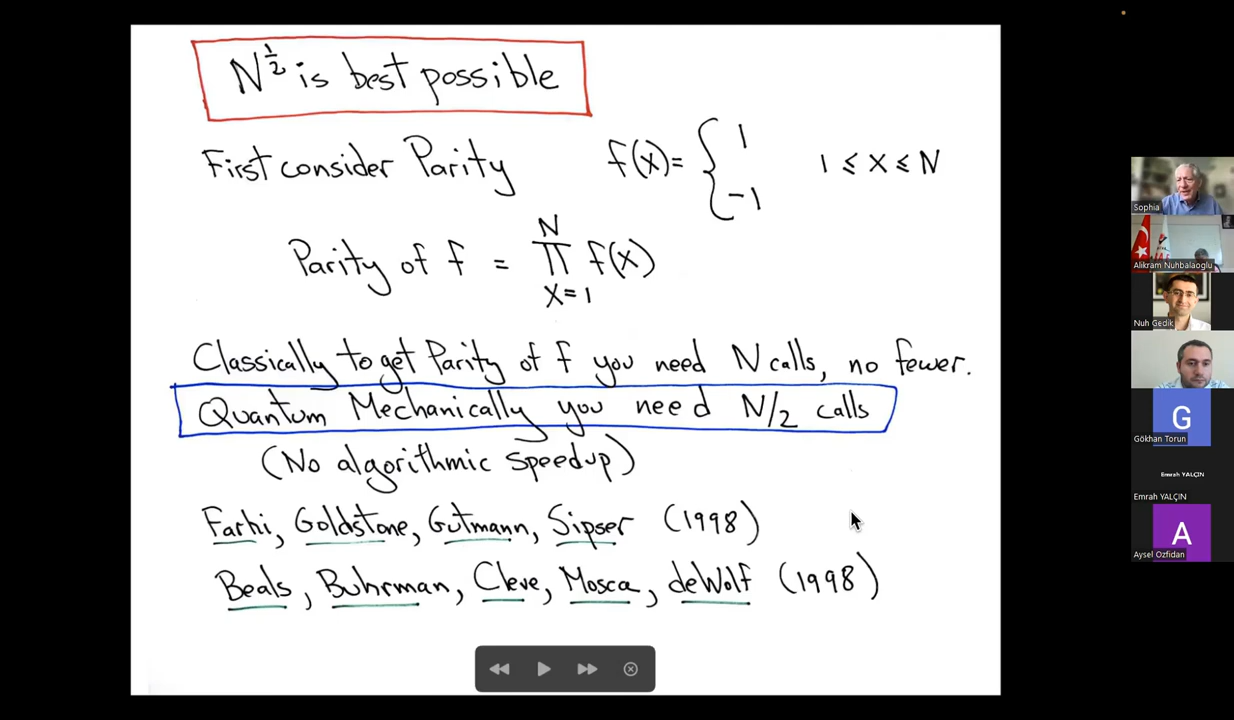 N^{1/2} is best possible
First consider Parity f(x) = { 1 1 ≤ x ≤ N
-1
Parity of f = N
∏ f(x)
x=1
Classically to get Parity of f you need N calls, no fewer.
Quantum Mechanically you need N/2 calls
(No algorithmic speedup)
Farhi, Goldstone, Gutmann, Sipser (1998)
Beals, Buhrman, Cleve, Mosca, deWolf (1998)
Sophia
Alikram Nuhbalaoglu
Nuh Gedik
G
Gökhan Torun
Emrah YALÇIN
Emrah YALÇIN
A
Aysel Ozfidan